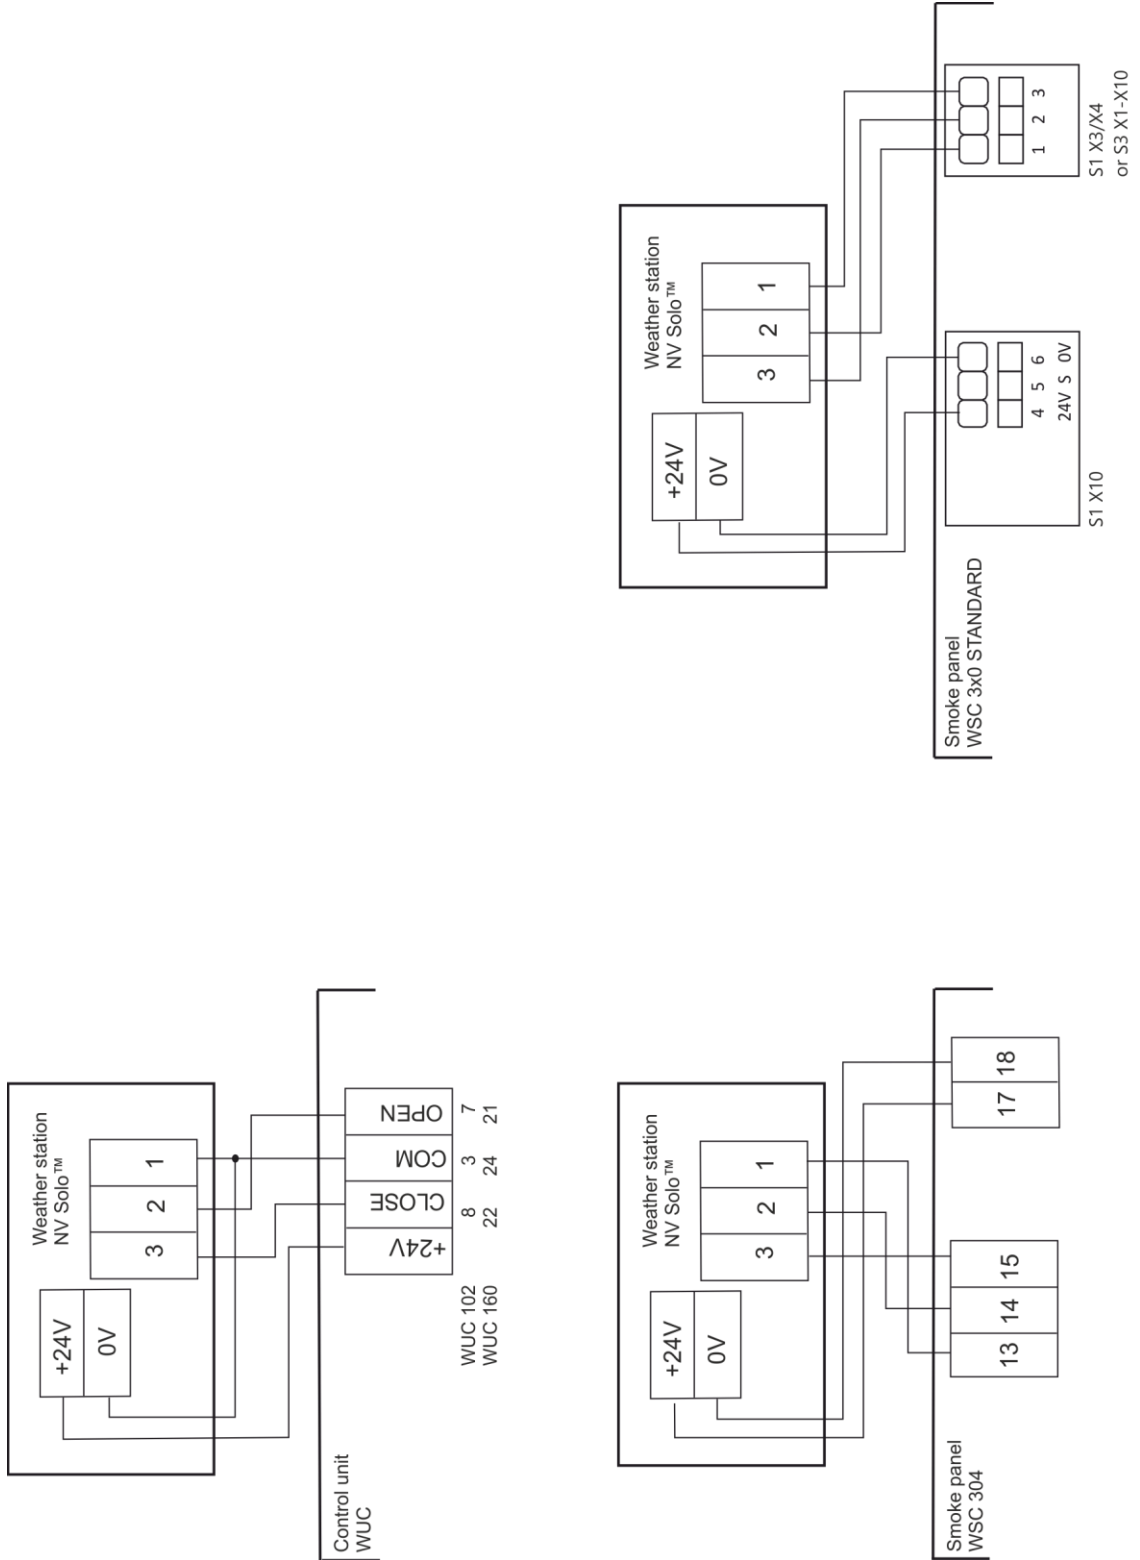 Weather station
NV Solo™
+24V
0V
3 2 1
Control unit
WUC
+24V CLOSE COM OPEN
WUC 102 8 3 7
WUC 160 22 24 21
Weather station
NV Solo™
+24V
0V
3 2 1
Smoke panel
WSC 304
13 14 15 17 18
Weather station
NV Solo™
+24V
0V
3 2 1
Smoke panel
WSC 3x0 STANDARD
4 5 6
24V S 0V
S1 X10
1 2 3
S1 X3/X4
or S3 X1-X10